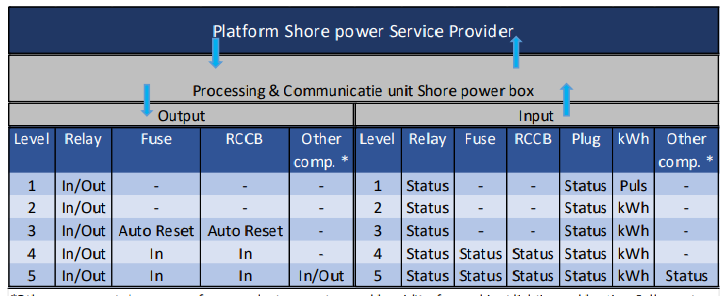 Platform Shore power Service Provider
Processing & Communicatie unit Shore power box
Output Input
Level Relay Fuse RCCB Other comp. * Level Relay Fuse RCCB Plug kWh Other comp. *
1 In/Out - - - 1 Status - - Status Puls -
2 In/Out - - - 2 Status - - Status kWh -
3 In/Out Auto Reset Auto Reset - 3 Status - - Status kWh -
4 In/Out In In - 4 Status Status Status Status kWh -
5 In/Out In In In/Out 5 Status Status Status Status kWh Status